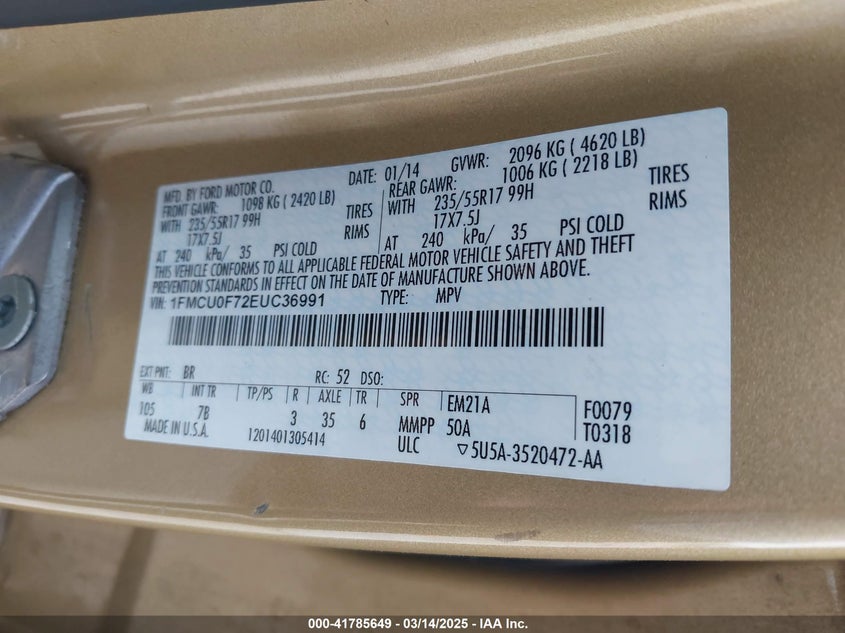 MFD. BY FORD MOTOR CO.
DATE: 01/14 GVWR: 2096 KG ( 4620 LB)
FRONT GAWR: 1098 KG ( 2420 LB) REAR GAWR: 1006 KG ( 2218 LB)
WITH 235/55R17 99H TIRES WITH 235/55R17 99H TIRES
17X7.5J RIMS 17X7.5J RIMS
AT 240 kPa/ 35 PSI COLD AT 240 kPa/ 35 PSI COLD
THIS VEHICLE CONFORMS TO ALL APPLICABLE FEDERAL MOTOR VEHICLE SAFETY AND THEFT
PREVENTION STANDARDS IN EFFECT ON THE DATE OF MANUFACTURE SHOWN ABOVE.
VIN: 1FMCU0F72EUC36991 TYPE: MPV
EXT PNT: BR RC: 52 DSO:
WB INT TR TP/PS R AXLE TR SPR EM21A F0079
105 7B 3 35 6 MMPP 50A T0318
MADE IN U.S.A. 1201401305414 ULC ▽5U5A-3520472-AA
000-41785649 - 03/14/2025 - IAA Inc.